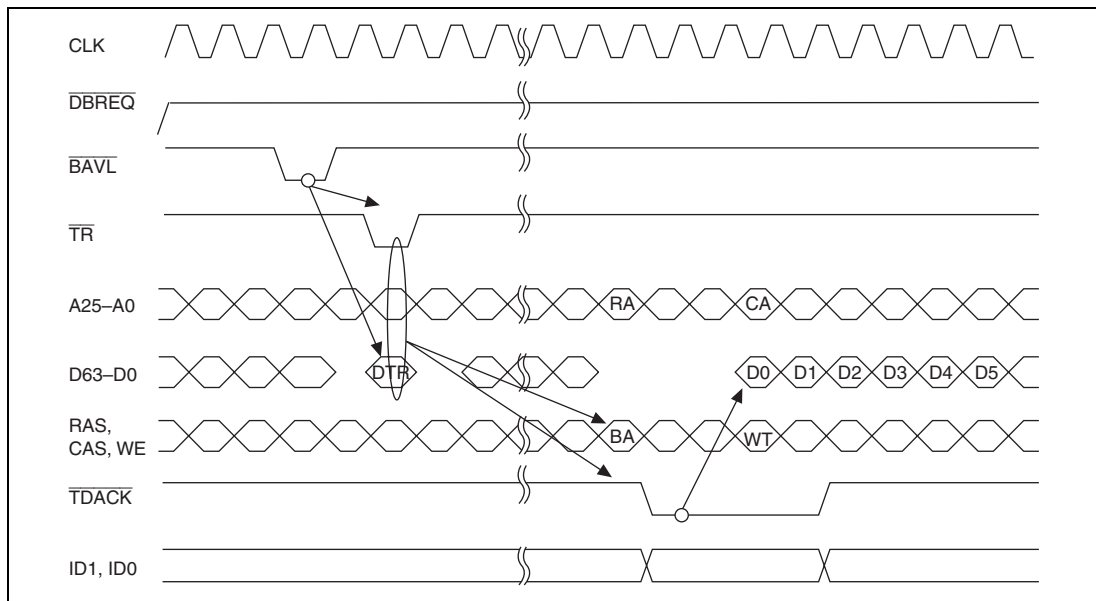 CLK
DBREQ
BAVL
TR
A25–A0 RA CA
D63–D0 DTR D0 D1 D2 D3 D4 D5
RAS,
CAS, WE BA WT
TDACK
ID1, ID0